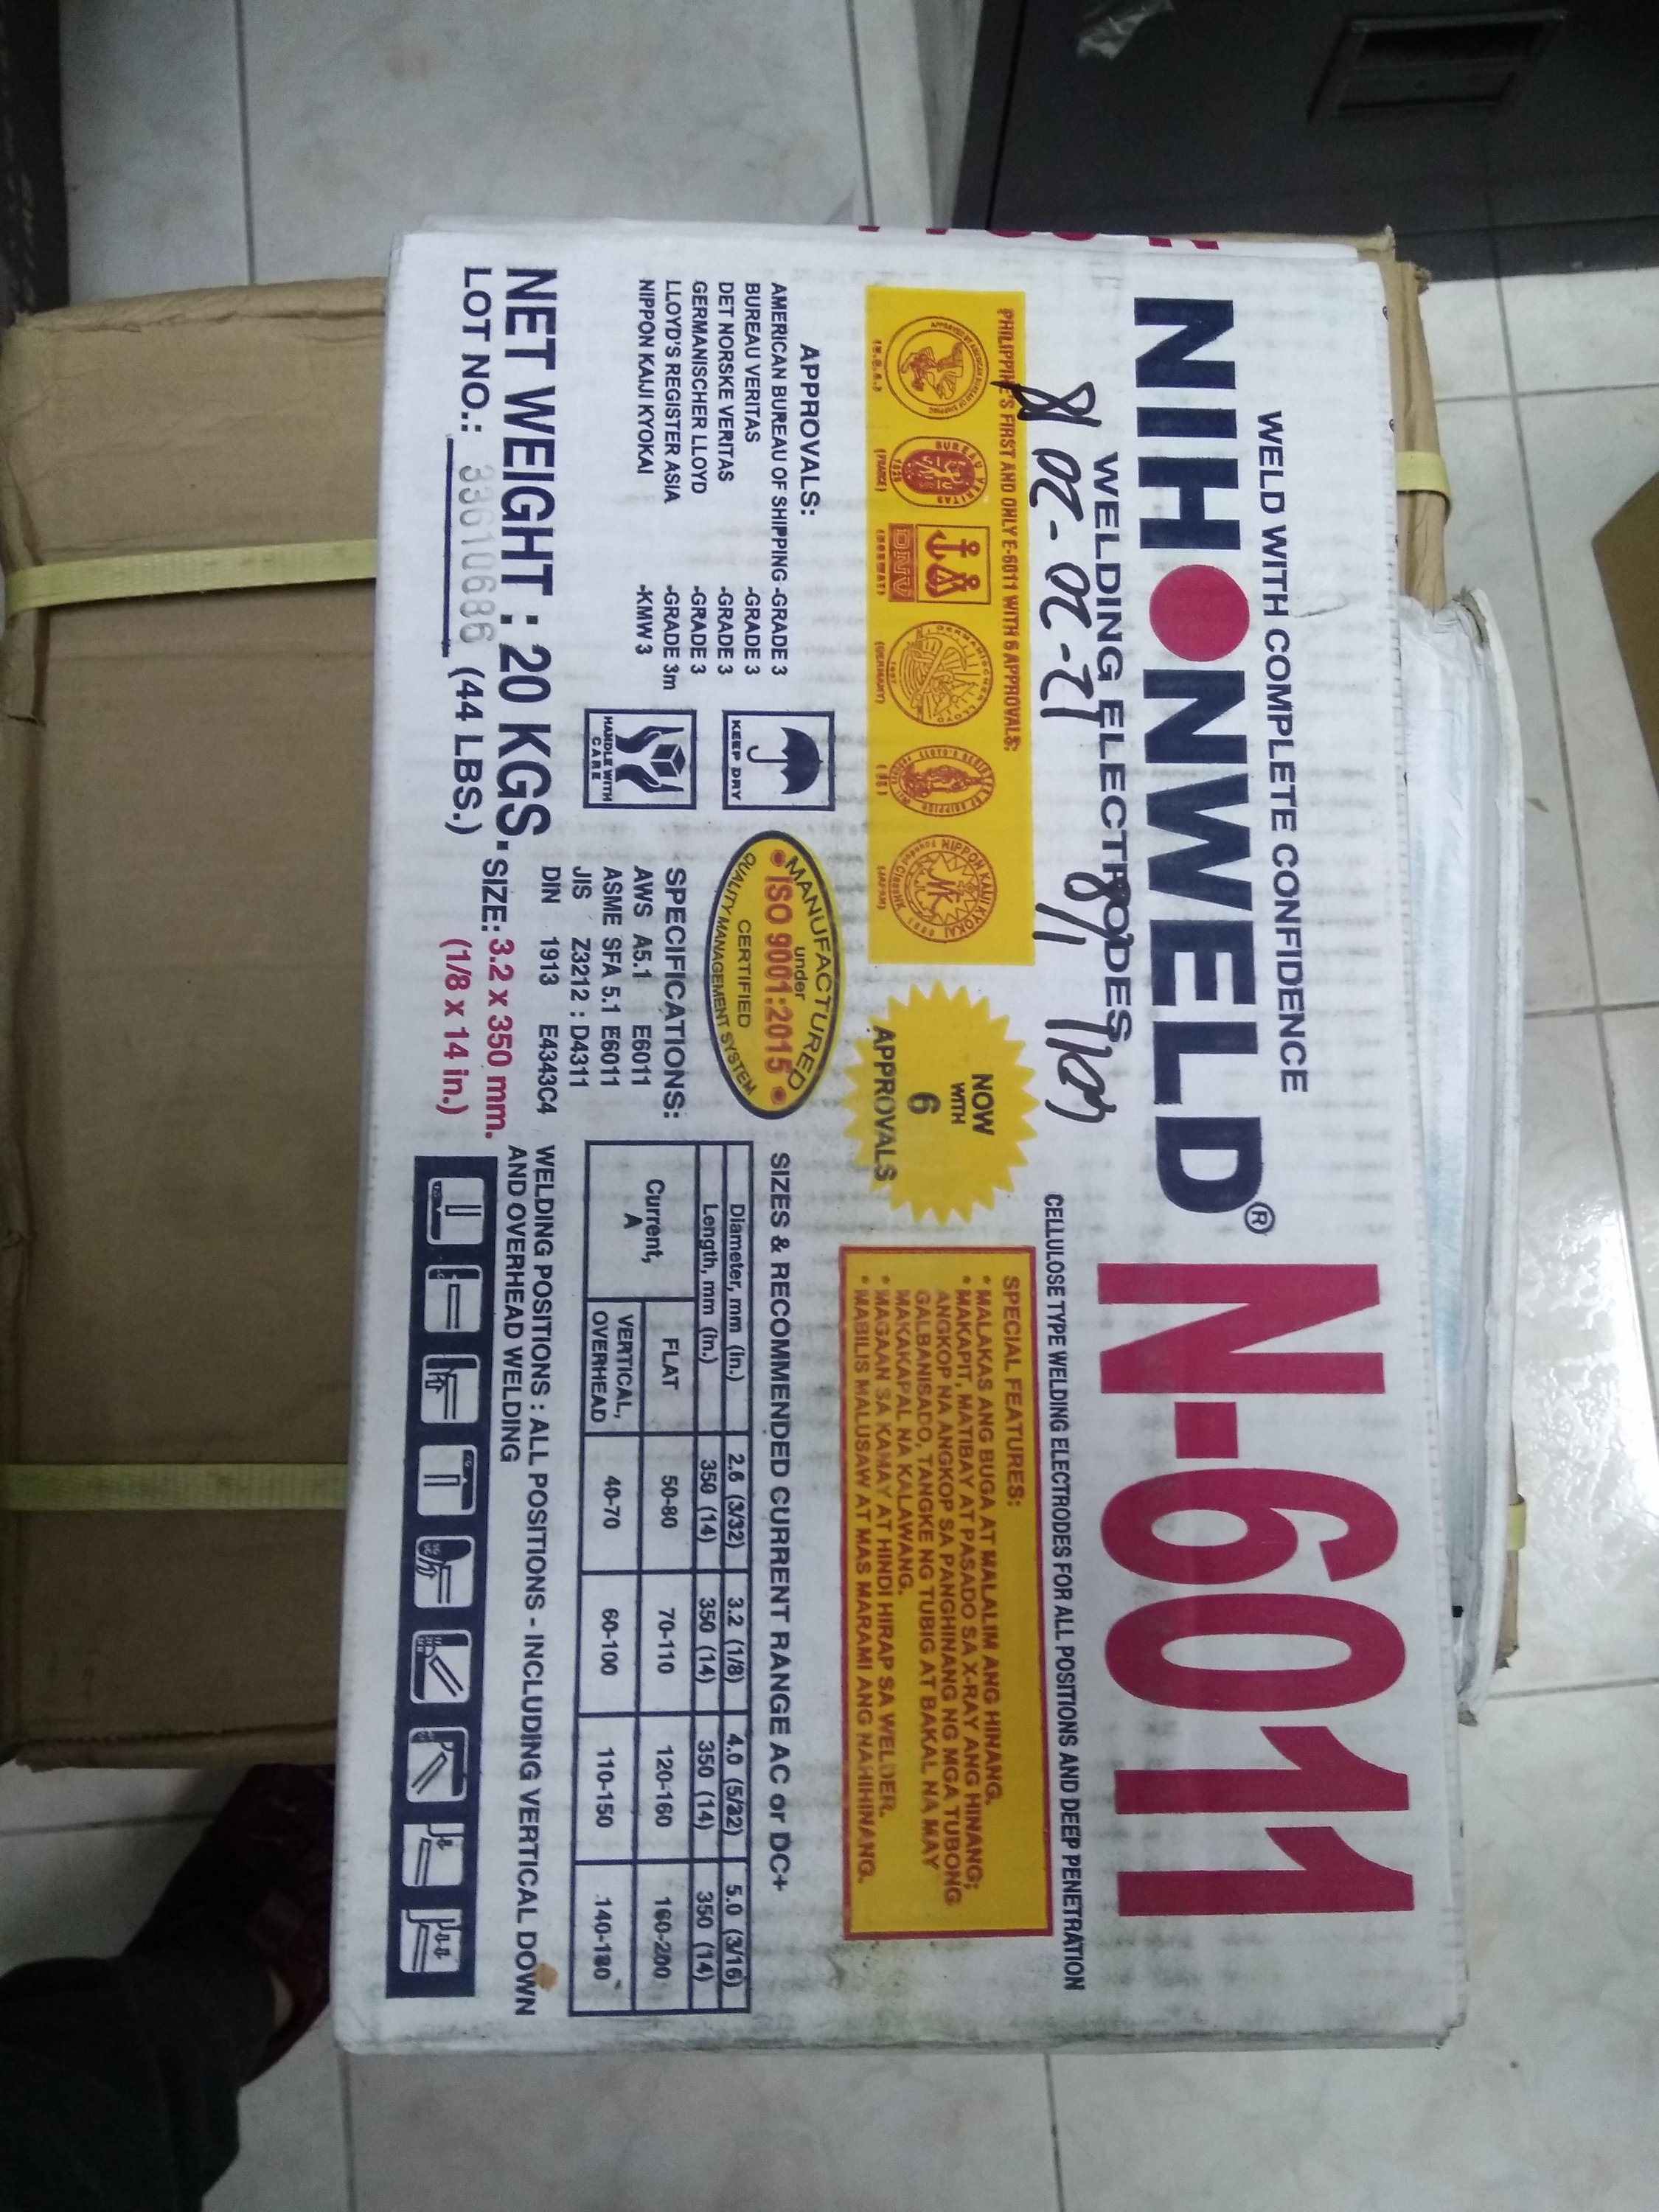 WELD WITH COMPLETE CONFIDENCE
NIHONWELD®
N-6011
WELDING ELECTRODES
CELLULOSE TYPE WELDING ELECTRODES FOR ALL POSITIONS AND DEEP PENETRATION
PHILIPPINE'S FIRST AND ONLY E-6011 WITH 6 APPROVALS:
(U.S.A.)
(FRANCE)
DNV
(NORWAY)
(GERMANY)
(JAPAN)
NOW
WITH
6
APPROVALS
SPECIAL FEATURES:
* MALAKAS ANG BUGA AT MALALIM ANG HINANG.
* MAKAPIT, MATIBAY AT PASADO SA X-RAY ANG HINANG;
ANGKOP NA ANGKOP SA PANGHINANG NG MGA TUBONG
GALBANISADO, TANGKE NG TUBIG AT BAKAL NA MAY
MAKAKAPAL NA KALAWANG.
* MAGAAN SA KAMAY AT HINDI HIRAP SA WELDER.
* MABILIS MALUSAW AT MAS MARAMI ANG NAHIHINANG.
APPROVALS:
AMERICAN BUREAU OF SHIPPING -GRADE 3
BUREAU VERITAS -GRADE 3
DET NORSKE VERITAS -GRADE 3
GERMANISCHER LLOYD -GRADE 3
LLOYD'S REGISTER ASIA -GRADE 3m
NIPPON KAIJI KYOKAI -KMW 3
KEEP DRY
HANDLE WITH
CARE
MANUFACTURED
under
ISO 9001:2015
CERTIFIED
QUALITY MANAGEMENT SYSTEM
SPECIFICATIONS:
AWS A5.1 E6011
ASME SFA 5.1 E6011
JIS Z3212 : D4311
DIN 1913 E4343C4
SIZES & RECOMMENDED CURRENT RANGE AC or DC+
Diameter, mm (in.) 2.6 (3/32) 3.2 (1/8) 4.0 (5/32) 5.0 (3/16)
Length, mm (in.) 350 (14) 350 (14) 350 (14) 350 (14)
Current, A FLAT 50-80 70-110 120-160 160-200
VERTICAL, OVERHEAD 40-70 60-100 110-150 140-180
WELDING POSITIONS : ALL POSITIONS - INCLUDING VERTICAL DOWN
AND OVERHEAD WELDING
NET WEIGHT : 20 KGS.
SIZE: 3.2 x 350 mm.
LOT NO.: 33610686 (44 LBS.)
(1/8 x 14 in.)